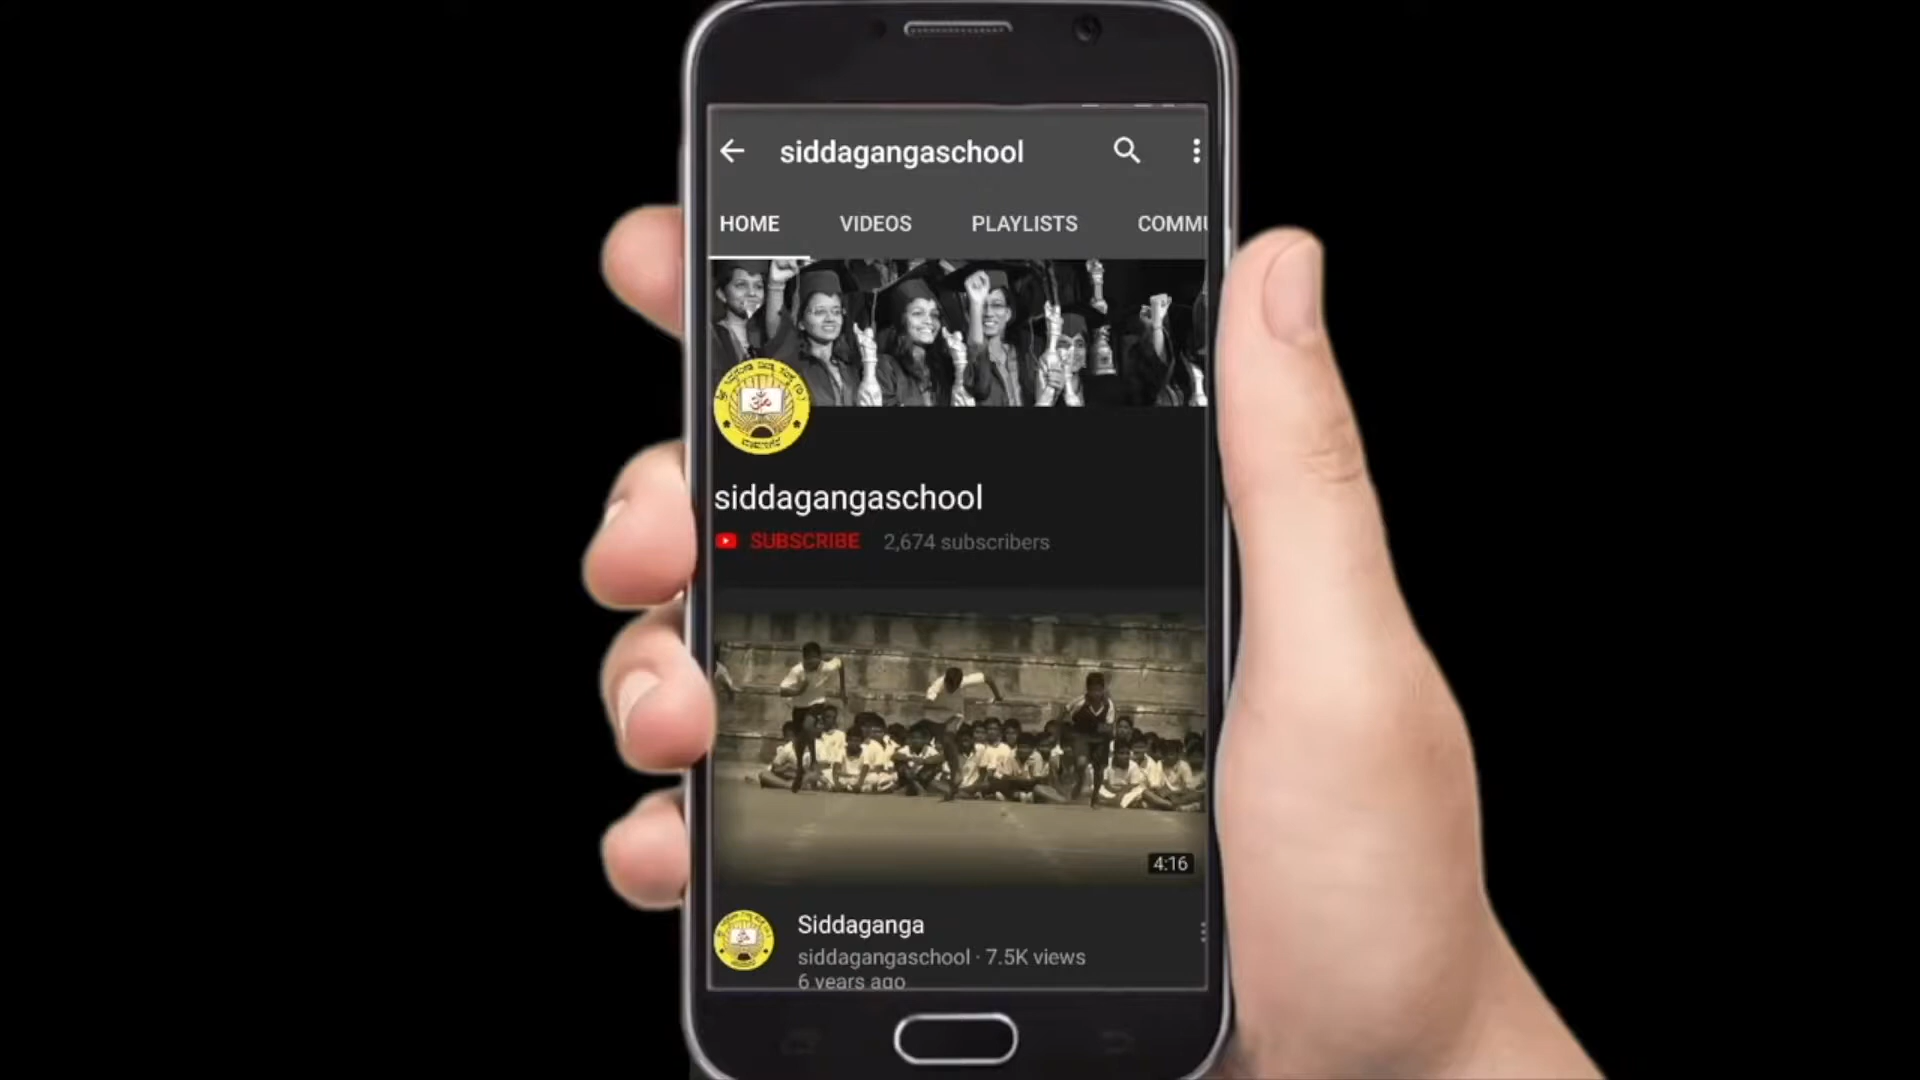 siddagangaschool
HOME VIDEOS PLAYLISTS COMMU
siddagangaschool
SUBSCRIBE 2,674 subscribers
4:16
Siddaganga
siddagangaschool · 7.5K views
6 years ago